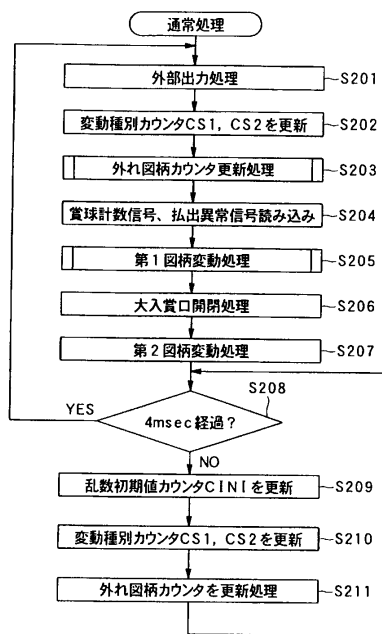 通常処理
外部出力処理
S201
変動種別カウンタCS1, CS2を更新
S202
外れ図柄カウンタ更新処理
S203
賞球計数信号、払出異常信号読み込み
S204
第1図柄変動処理
S205
大入賞口開閉処理
S206
第2図柄変動処理
S207
S208
YES
4msec経過?
NO
乱数初期値カウンタCINIを更新
S209
変動種別カウンタCS1, CS2を更新
S210
外れ図柄カウンタを更新処理
S211